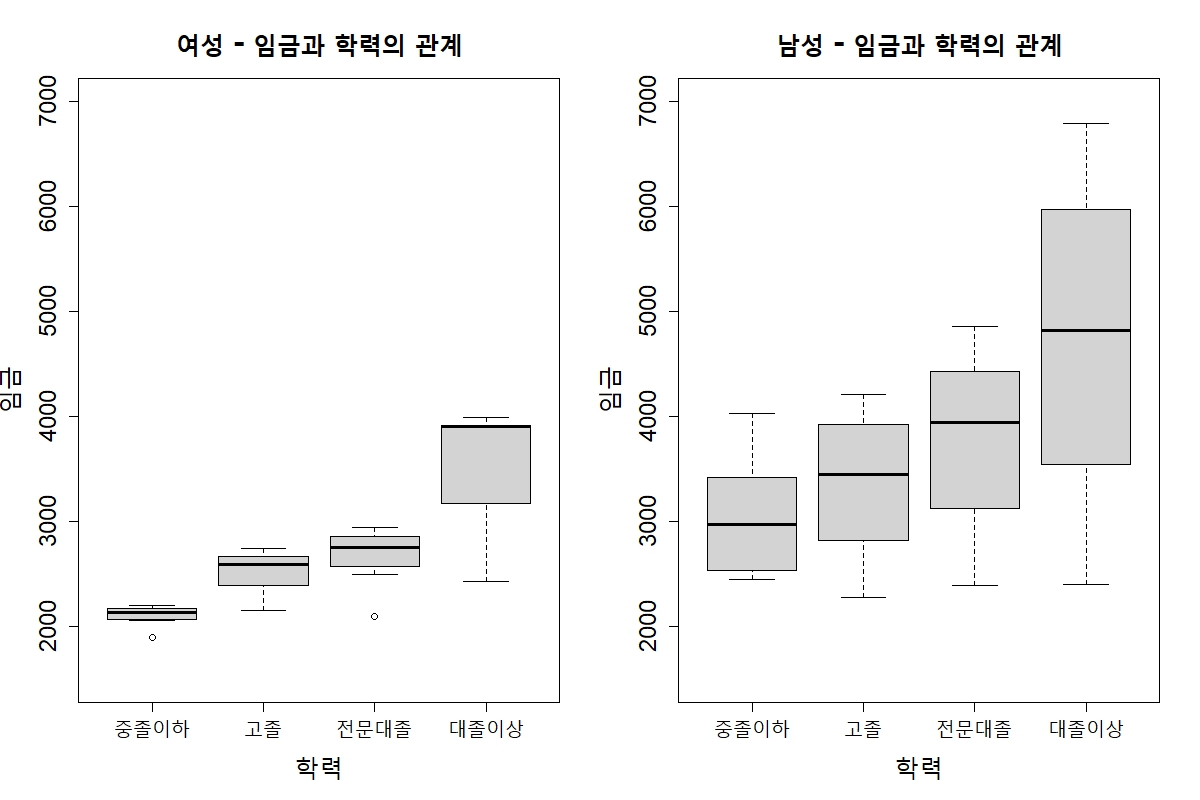 여성 - 임금과 학력의 관계
임금
7000
6000
5000
4000
3000
2000
중졸이하
고졸
전문대졸
대졸이상
학력
남성 - 임금과 학력의 관계
임금
7000
6000
5000
4000
3000
2000
중졸이하
고졸
전문대졸
대졸이상
학력